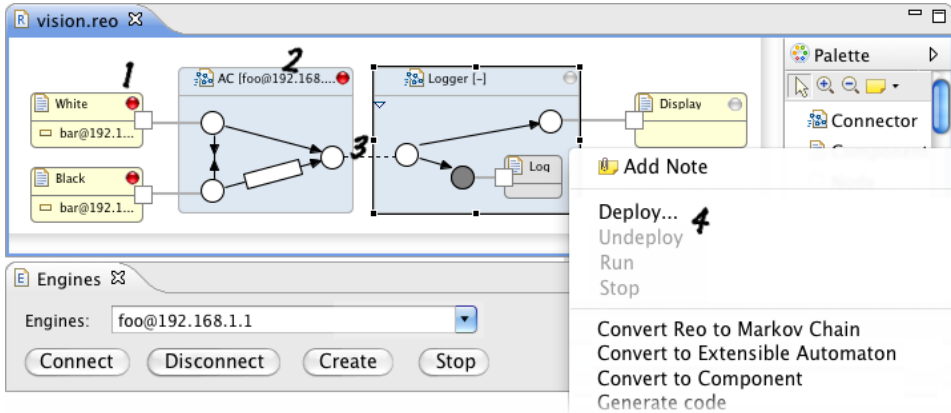 R vision.reo
1
2
AC [foo@192.168....
Logger [-]
Palette
White
bar@192.1...
Display
Connector
3
Black
bar@192.1...
Log
Add Note
Deploy...
4
Undeploy
Run
Stop
E Engines
Engines: foo@192.168.1.1
Connect Disconnect Create Stop
Convert Reo to Markov Chain
Convert to Extensible Automaton
Convert to Component
Generate code